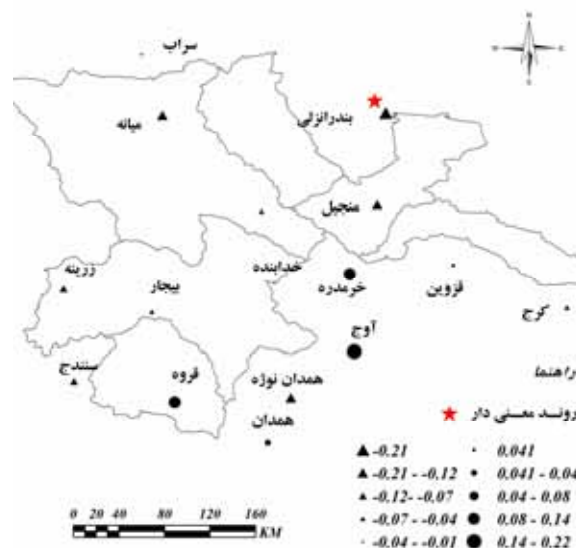 سراب
میانه
بندرانزلی
منجیل
زرینه
بیجار
خدابنده
خرمدره
قزوین
کرج
آوج
سنندج
قروه
همدان نوژه
همدان
راهنما
روند معنی دار
-0.21
0.041
-0.21 - -0.12
0.041 - 0.04
-0.12 - -0.07
0.04 - 0.08
-0.07 - -0.04
0.08 - 0.14
-0.04 - -0.01
0.14 - 0.22
0 20 40 80 120 160
KM